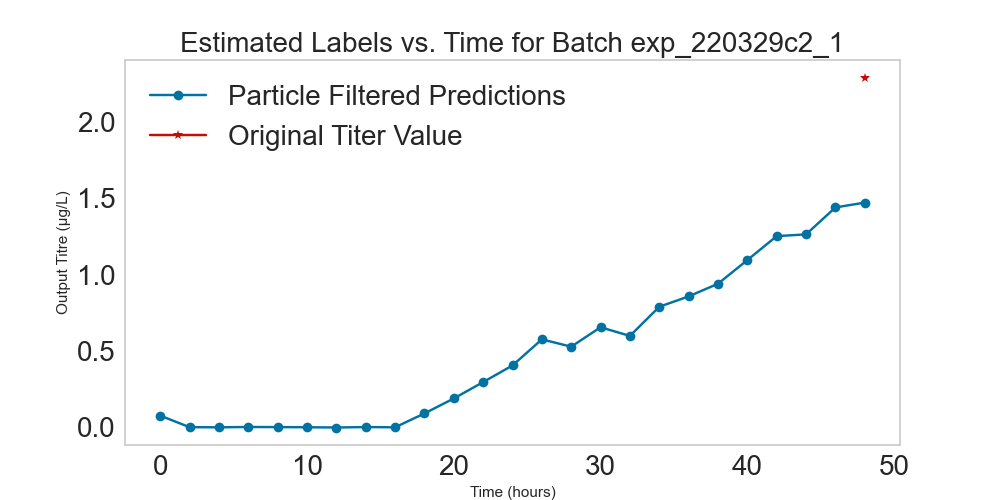 Estimated Labels vs. Time for Batch exp_220329c2_1
Particle Filtered Predictions
Original Titer Value
Output Titre (µg/L)
2.0
1.5
1.0
0.5
0.0
0 10 20 30 40 50
Time (hours)